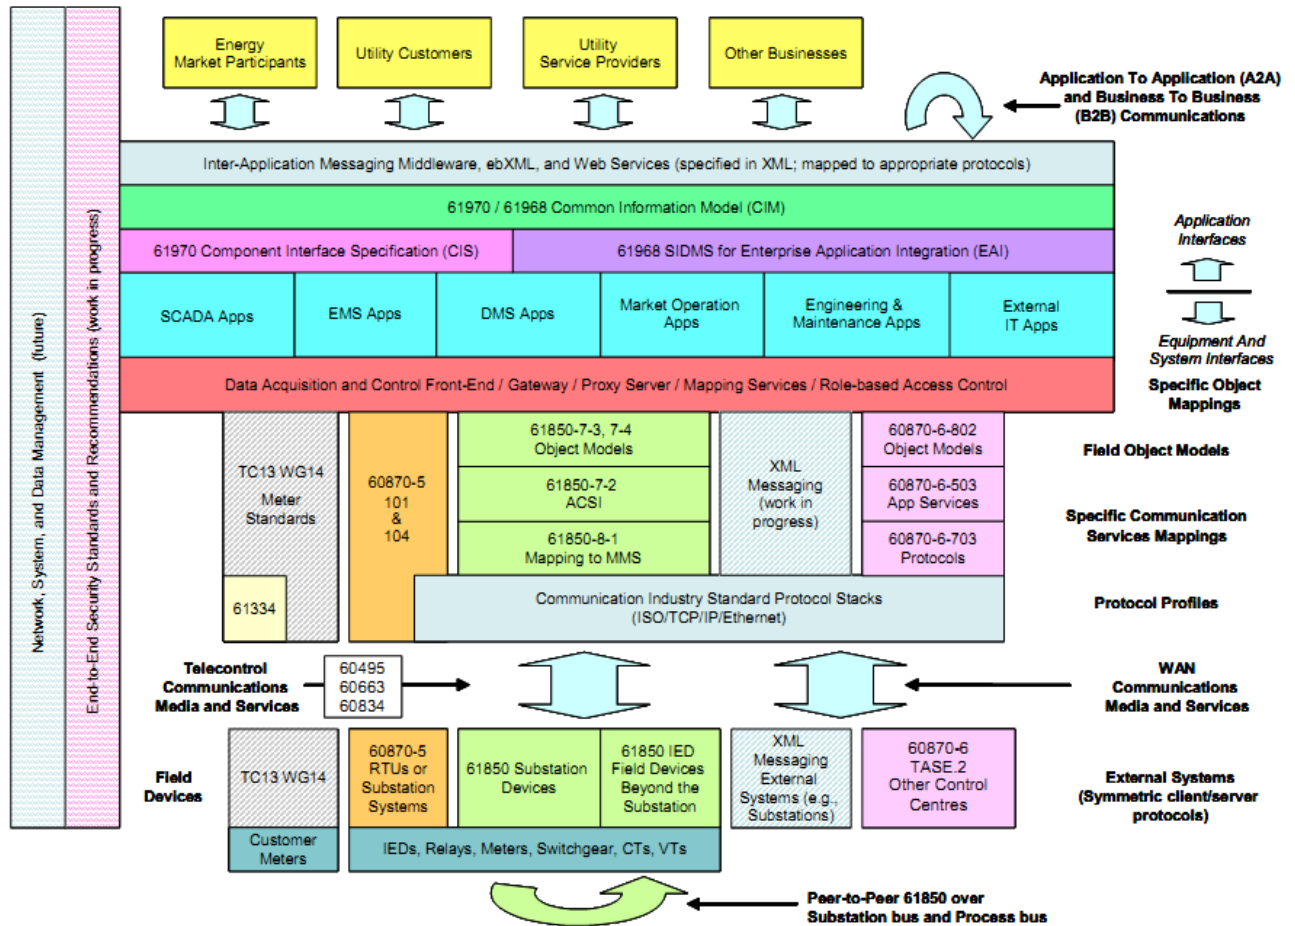 Energy
Market Participants
Utility Customers
Utility
Service Providers
Other Businesses
Application To Application (A2A)
and Business To Business
(B2B) Communications
Inter-Application Messaging Middleware, ebXML, and Web Services (specified in XML; mapped to appropriate protocols)
61970 / 61968 Common Information Model (CIM)
61970 Component Interface Specification (CIS)
61968 SIDMS for Enterprise Application Integration (EAI)
Application
Interfaces
SCADA Apps
EMS Apps
DMS Apps
Market Operation
Apps
Engineering &
Maintenance Apps
External
IT Apps
Equipment And
System Interfaces
Data Acquisition and Control Front-End / Gateway / Proxy Server / Mapping Services / Role-based Access Control
Specific Object
Mappings
Network, System, and Data Management (future)
End-to-End Security Standards and Recommendations (work in progress)
TC13 WG14
Meter
Standards
61334
60870-5
101
&
104
61850-7-3, 7-4
Object Models
61850-7-2
ACSI
61850-8-1
Mapping to MMS
XML
Messaging
(work in
progress)
60870-6-802
Object Models
60870-6-503
App Services
60870-6-703
Protocols
Field Object Models
Specific Communication
Services Mappings
Communication Industry Standard Protocol Stacks
(ISO/TCP/IP/Ethernet)
Protocol Profiles
Telecontrol
Communications
Media and Services
60495
60663
60834
WAN
Communications
Media and Services
Field
Devices
TC13 WG14
60870-5
RTUs or
Substation
Systems
61850 Substation
Devices
61850 IED
Field Devices
Beyond the
Substation
XML
Messaging
External
Systems (e.g.,
Substations)
60870-6
TASE.2
Other Control
Centres
External Systems
(Symmetric client/server
protocols)
Customer
Meters
IEDs, Relays, Meters, Switchgear, CTs, VTs
Peer-to-Peer 61850 over
Substation bus and Process bus